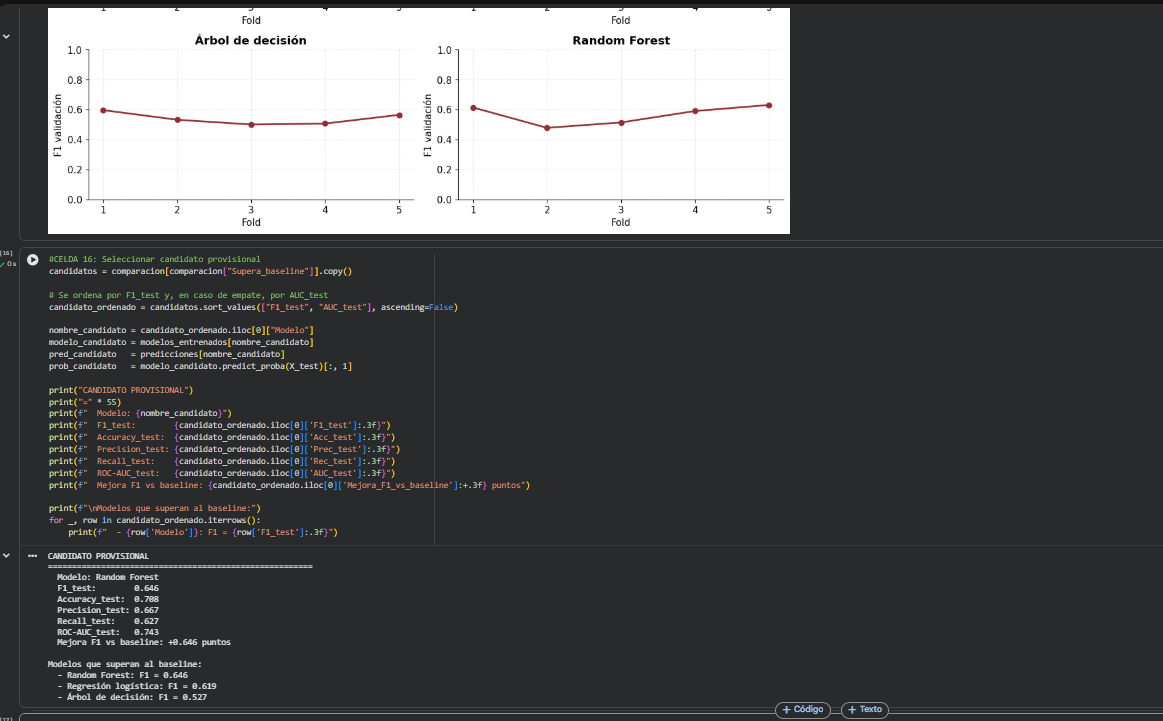 Fold Fold
Árbol de decisión Random Forest
1.0 1.0
0.8 0.8
0.6 0.6
0.4 0.4
0.2 0.2
0.0 0.0
F1 validación F1 validación
1 2 3 4 5 1 2 3 4 5
Fold Fold
[16]
0 s
#CELDA 16: Seleccionar candidato provisional
candidatos = comparacion[comparacion["Supera_baseline"]].copy()
# Se ordena por F1_test y, en caso de empate, por AUC_test
candidato_ordenado = candidatos.sort_values(["F1_test", "AUC_test"], ascending=False)
nombre_candidato = candidato_ordenado.iloc[0]["Modelo"]
modelo_candidato = modelos_entrenados[nombre_candidato]
pred_candidato   = predicciones[nombre_candidato]
prob_candidato   = modelo_candidato.predict_proba(X_test)[:, 1]
print("CANDIDATO PROVISIONAL")
print("=" * 55)
print(f"  Modelo: {nombre_candidato}")
print(f"  F1_test:        {candidato_ordenado.iloc[0]['F1_test']:.3f}")
print(f"  Accuracy_test:  {candidato_ordenado.iloc[0]['Acc_test']:.3f}")
print(f"  Precision_test: {candidato_ordenado.iloc[0]['Prec_test']:.3f}")
print(f"  Recall_test:    {candidato_ordenado.iloc[0]['Rec_test']:.3f}")
print(f"  ROC-AUC_test:   {candidato_ordenado.iloc[0]['AUC_test']:.3f}")
print(f"  Mejora F1 vs baseline: {candidato_ordenado.iloc[0]['Mejora_F1_vs_baseline']:+.3f} puntos")
print(f"\nModelos que superan al baseline:")
for _, row in candidato_ordenado.iterrows():
    print(f"  - {row['Modelo']}: F1 = {row['F1_test']:.3f}")
CANDIDATO PROVISIONAL
=======================================================
  Modelo: Random Forest
  F1_test:        0.646
  Accuracy_test:  0.708
  Precision_test: 0.667
  Recall_test:    0.627
  ROC-AUC_test:   0.743
  Mejora F1 vs baseline: +0.646 puntos
Modelos que superan al baseline:
  - Random Forest: F1 = 0.646
  - Regresión logística: F1 = 0.619
  - Árbol de decisión: F1 = 0.527
+ Código + Texto
[17]